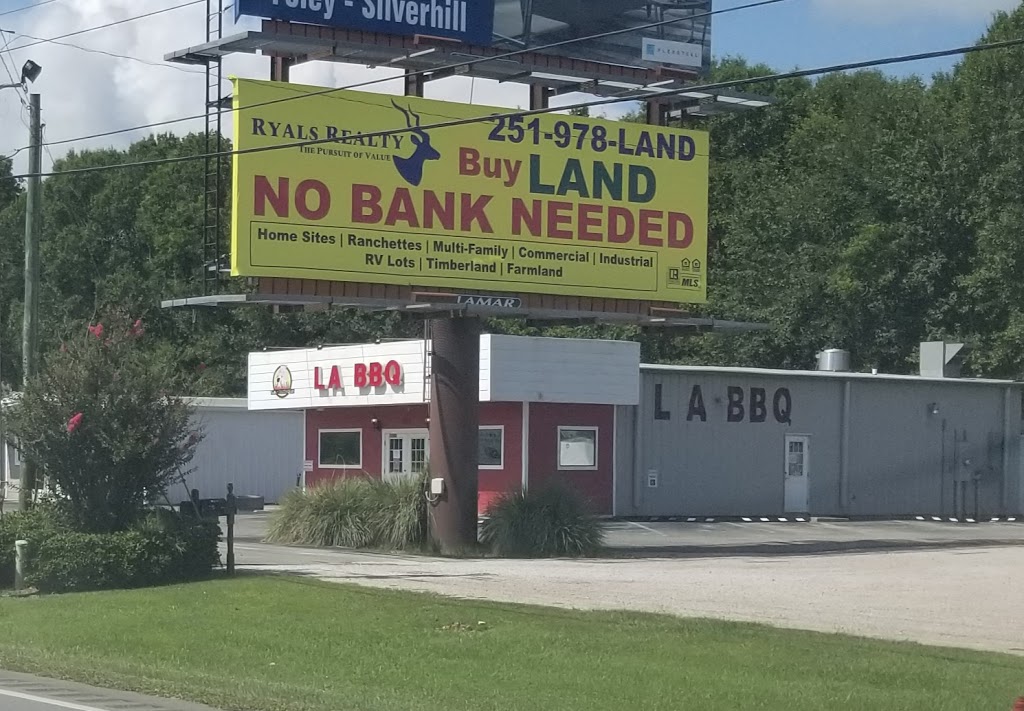 Foley - Silverhill
RYALS REALTY
THE PURSUIT OF VALUE
251-978-LAND
Buy LAND
NO BANK NEEDED
Home Sites | Ranchettes | Multi-Family | Commercial | Industrial
RV Lots | Timberland | Farmland
MLS
LAMAR
LA BBQ
LA BBQ